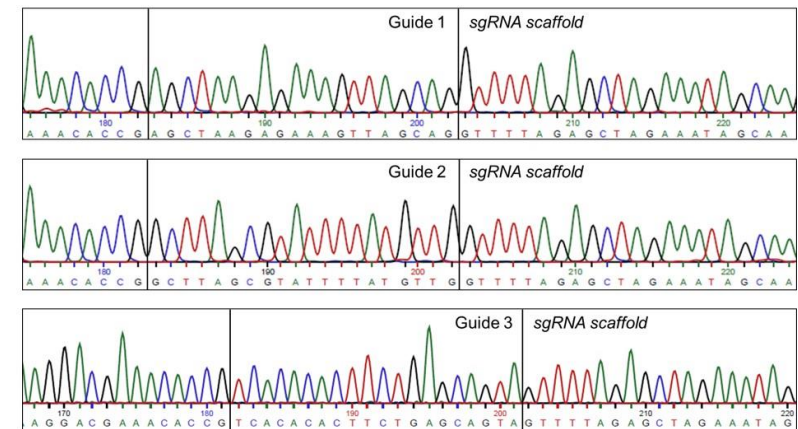 Guide 1 sgRNA scaffold
180 190 200 210 220
A A A C A C C G A G C T A A G A G A A A G T T A G C A G G T T T T A G A G C T A G A A A T A G C A A
Guide 2 sgRNA scaffold
180 190 200 210 220
A A A C A C C G G C T T A G C G T A T T T T A T G T T G G T T T T A G A G C T A G A A A T A G C A A
Guide 3 sgRNA scaffold
170 180 190 200 210 220
A A G G A C G A A A C A C C G T C A C A C A C T T C T G A G C A G T A G T T T T A G A G C T A G A A A T A G